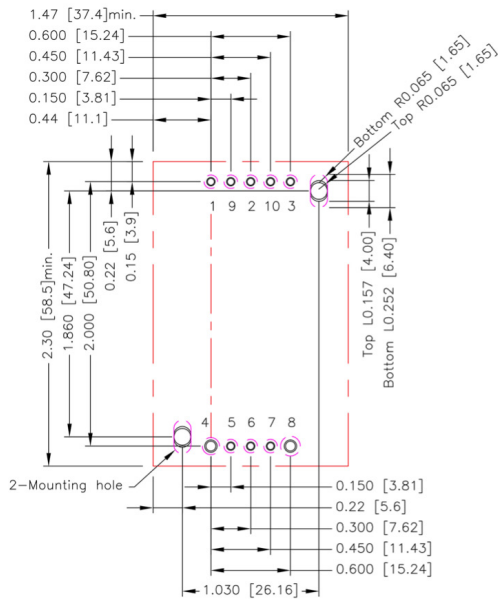 1.47 [37.4]min.
0.600 [15.24]
0.450 [11.43]
0.300 [7.62]
0.150 [3.81]
0.44 [11.1]
Bottom R0.065 [1.65]
Top R0.065 [1.65]
1 9 2 10 3
2.30 [58.5]min.
1.860 [47.24]
2.000 [50.80]
0.22 [5.6]
0.15 [3.9]
Top L0.157 [4.00]
Bottom L0.252 [6.40]
4 5 6 7 8
2-Mounting hole
0.150 [3.81]
0.22 [5.6]
0.300 [7.62]
0.450 [11.43]
0.600 [15.24]
1.030 [26.16]